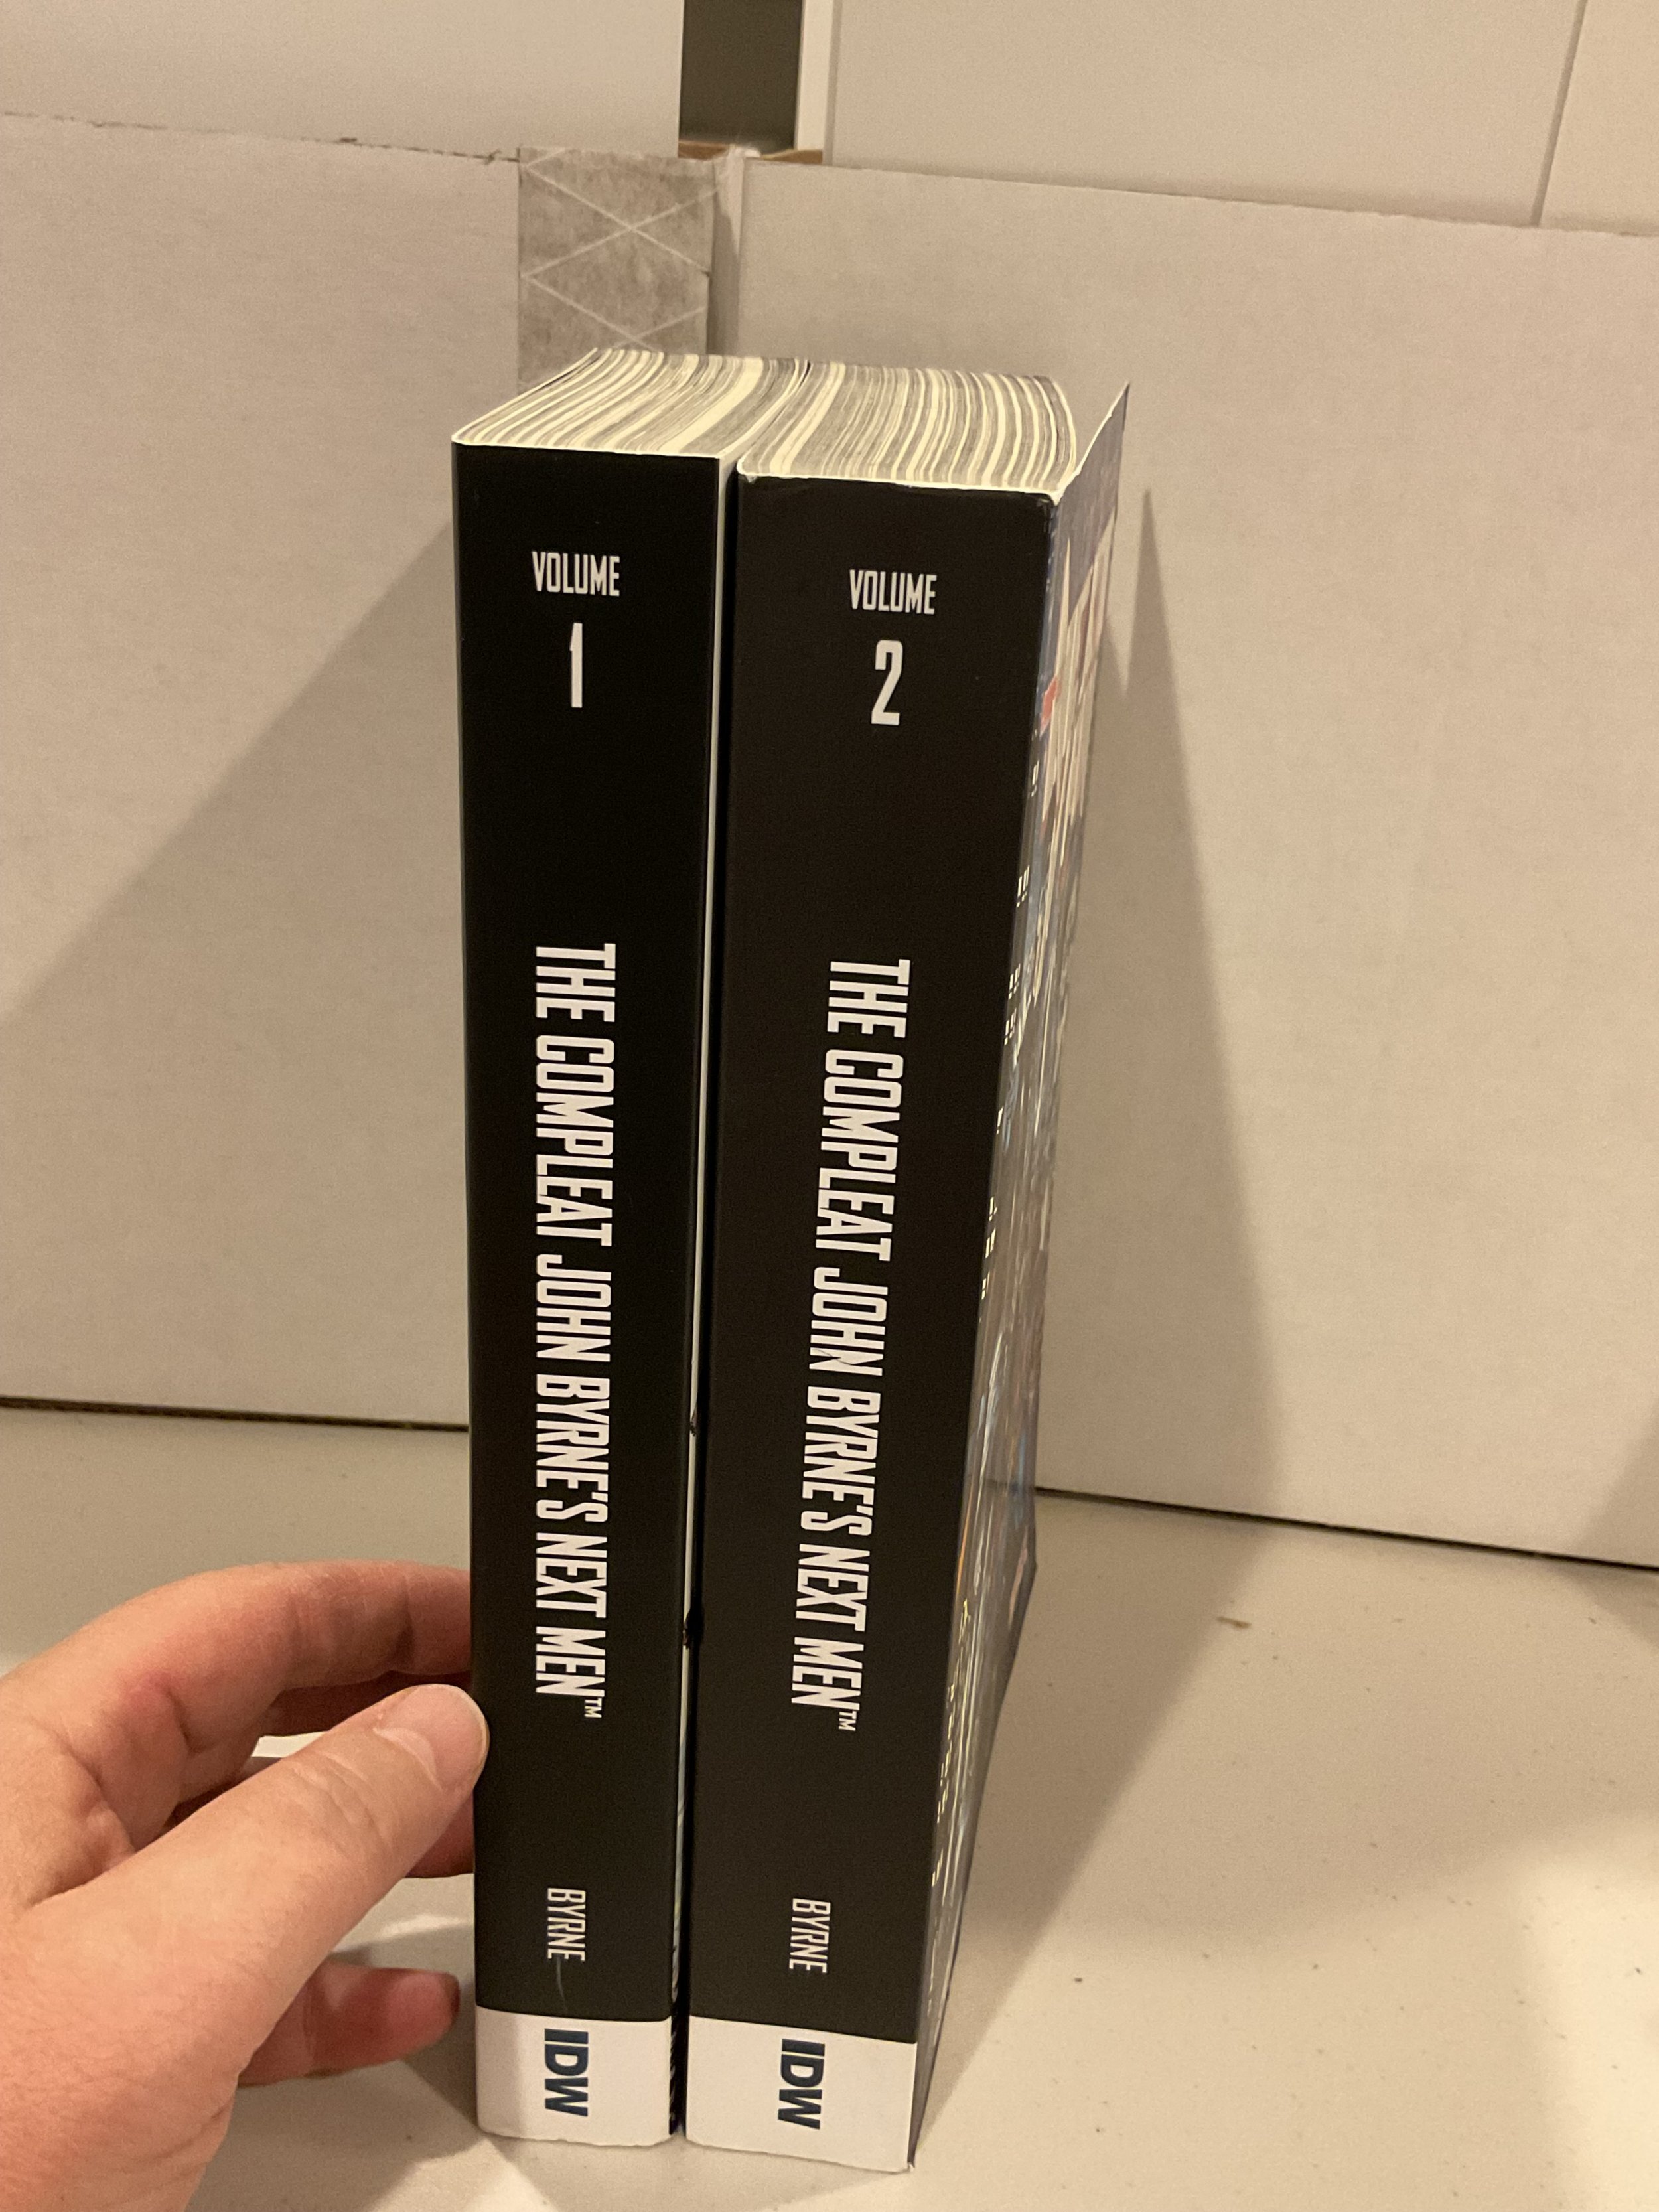 VOLUME
1
THE COMPLEAT JOHN BYRNE'S NEXT MEN™
BYRNE
IDW
VOLUME
2
THE COMPLEAT JOHN BYRNE'S NEXT MEN™
BYRNE
IDW